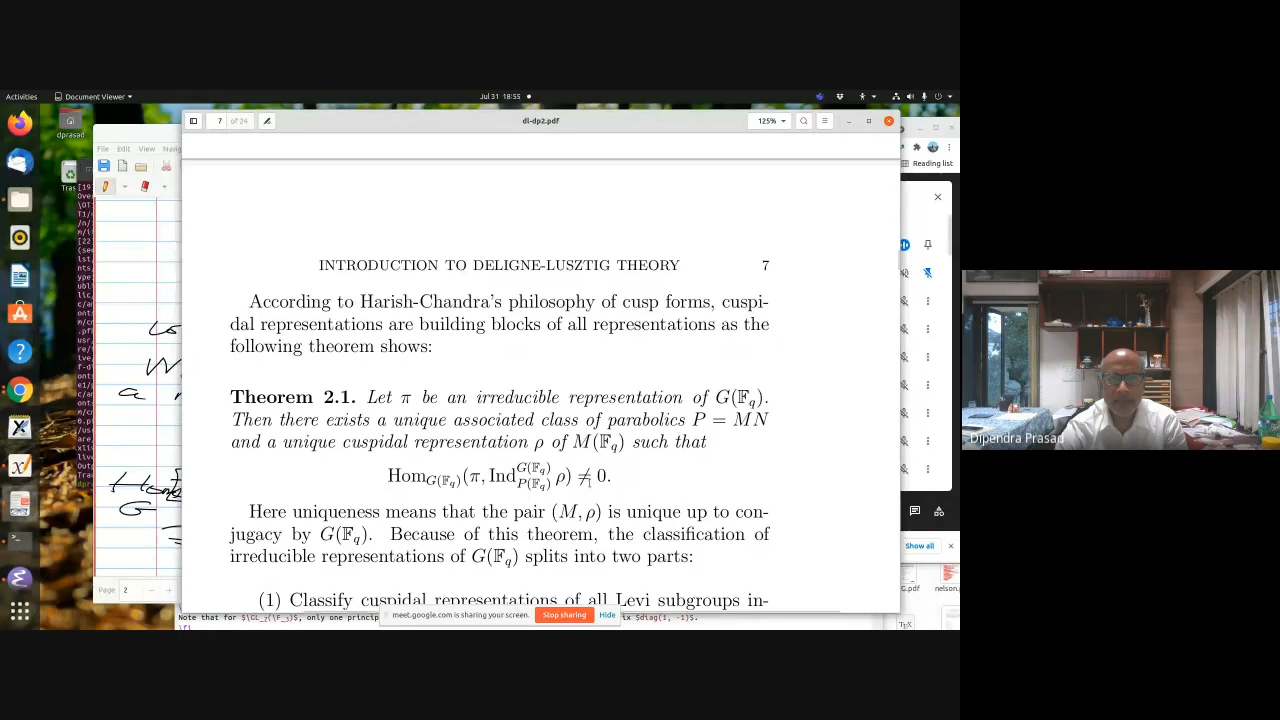 Activities Document Viewer Jul 31 18:55
dprasad
7 of 24 dl-dp2.pdf 125%
File Edit View
Reading list
INTRODUCTION TO DELIGNE-LUSZTIG THEORY 7
According to Harish-Chandra's philosophy of cusp forms, cuspi-
dal representations are building blocks of all representations as the
following theorem shows:
Theorem 2.1. Let π be an irreducible representation of G(𝔽_q).
Then there exists a unique associated class of parabolics P = MN
and a unique cuspidal representation ρ of M(𝔽_q) such that
Hom_{G(𝔽_q)}(π, Ind_{P(𝔽_q)}^{G(𝔽_q)} ρ) ≠ 0.
Here uniqueness means that the pair (M, ρ) is unique up to con-
jugacy by G(𝔽_q). Because of this theorem, the classification of
irreducible representations of G(𝔽_q) splits into two parts:
(1) Classify cuspidal representations of all Levi subgroups in-
Dipendra Prasad
Show all
Page 2
meet.google.com is sharing your screen. Stop sharing Hide